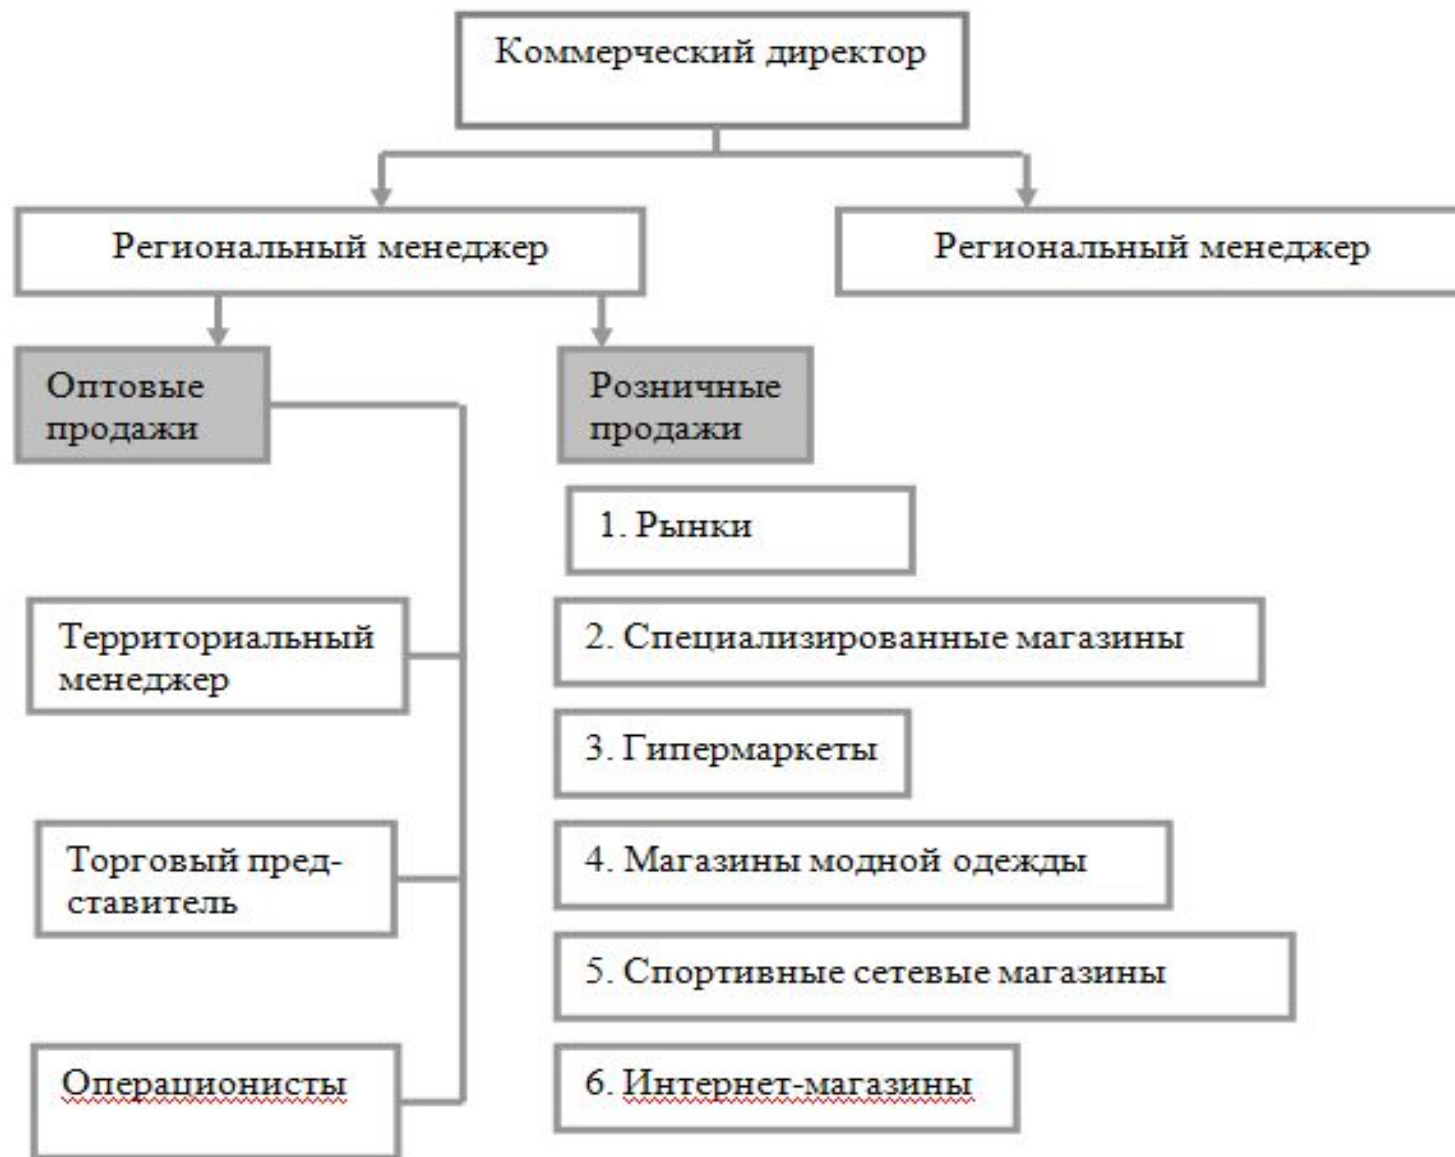 Коммерческий директор
Региональный менеджер
Региональный менеджер
Оптовые
продажи
Розничные
продажи
1. Рынки
Территориальный
менеджер
2. Специализированные магазины
3. Гипермаркеты
Торговый пред-
ставитель
4. Магазины модной одежды
5. Спортивные сетевые магазины
Операционисты
6. Интернет-магазины